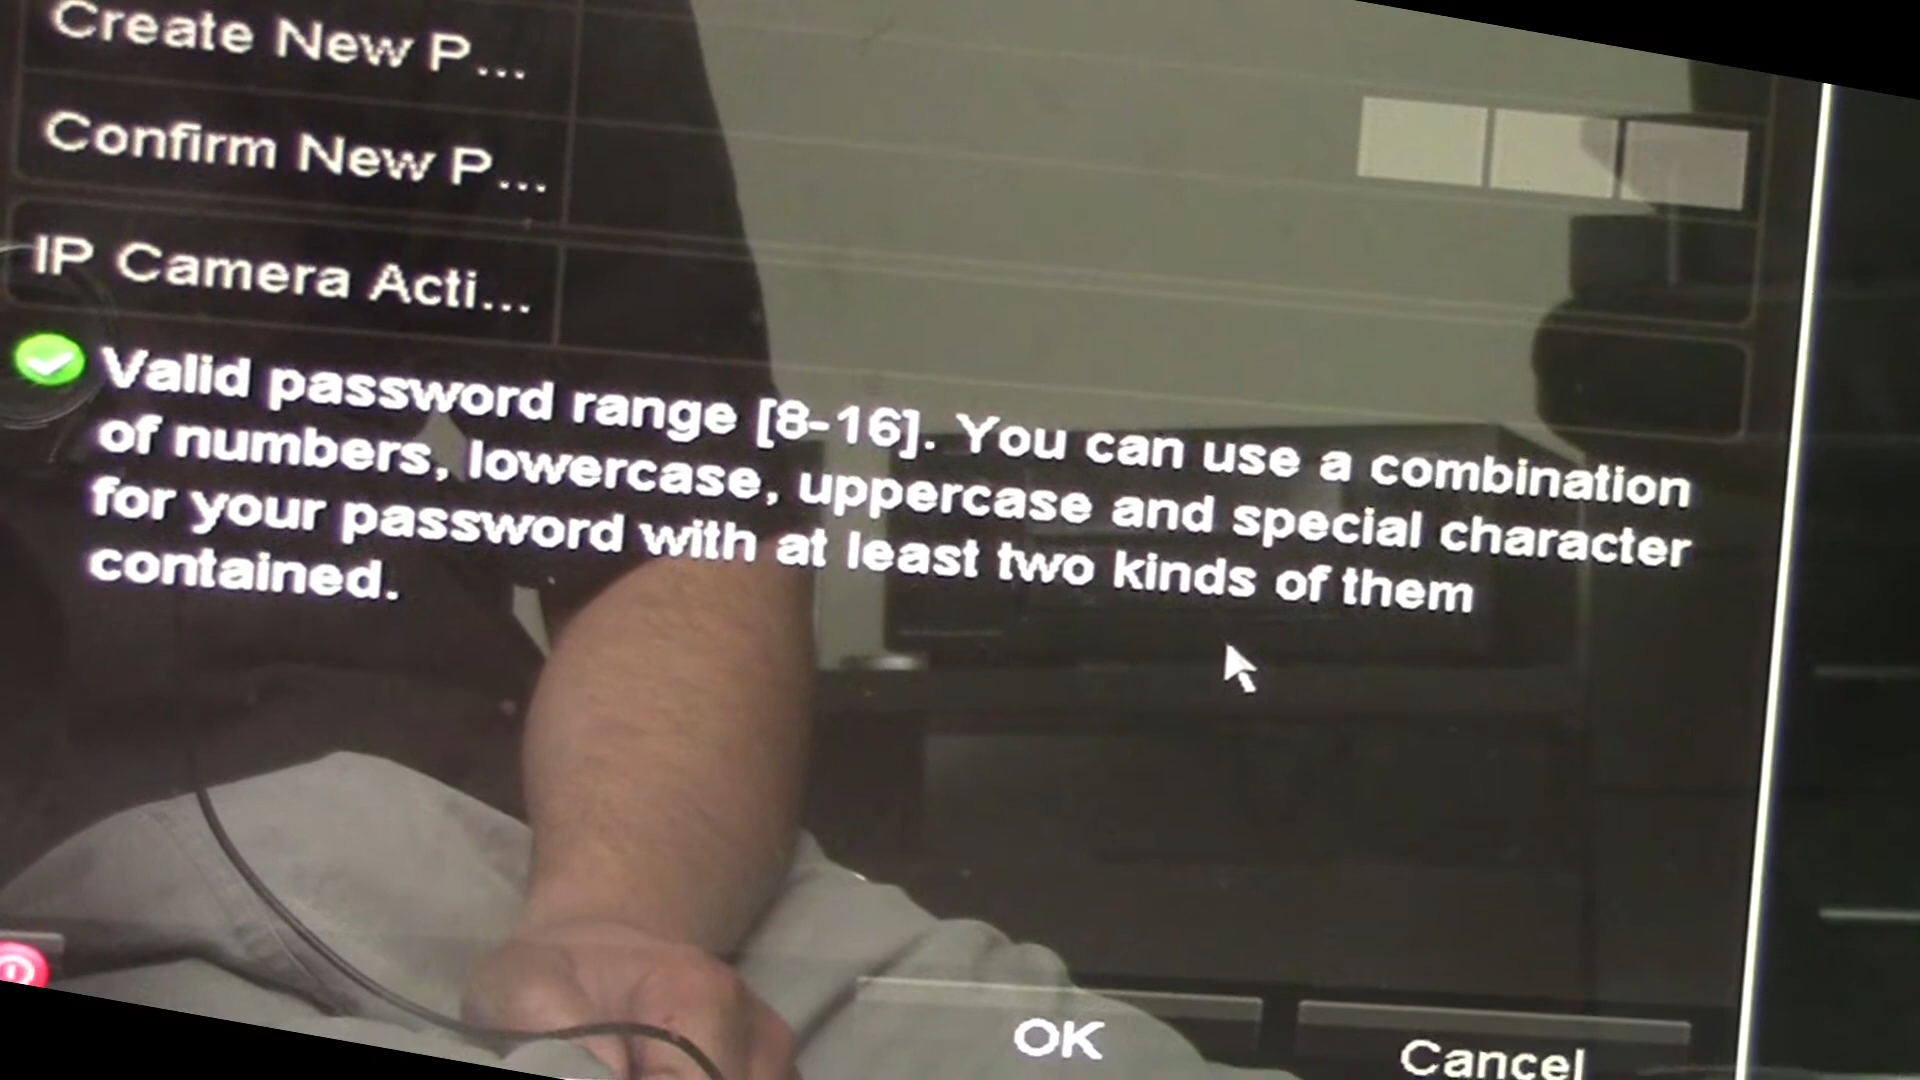 Create New P...
Confirm New P...
IP Camera Acti...
Valid password range [8-16]. You can use a combination
of numbers, lowercase, uppercase and special character
for your password with at least two kinds of them
contained.
OK
Cancel